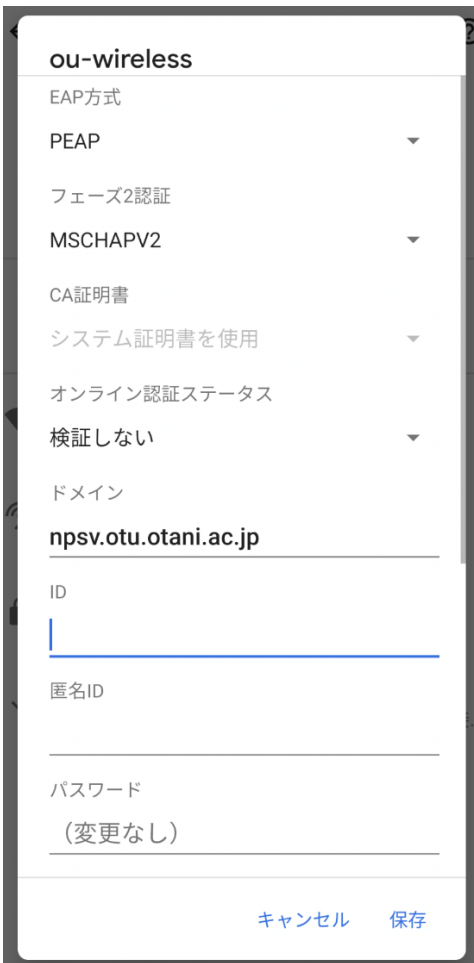 ou-wireless
EAP方式
PEAP
フェーズ2認証
MSCHAPV2
CA証明書
システム証明書を使用
オンライン認証ステータス
検証しない
ドメイン
npsv.otu.otani.ac.jp
ID
匿名ID
パスワード
（変更なし）
キャンセル 保存